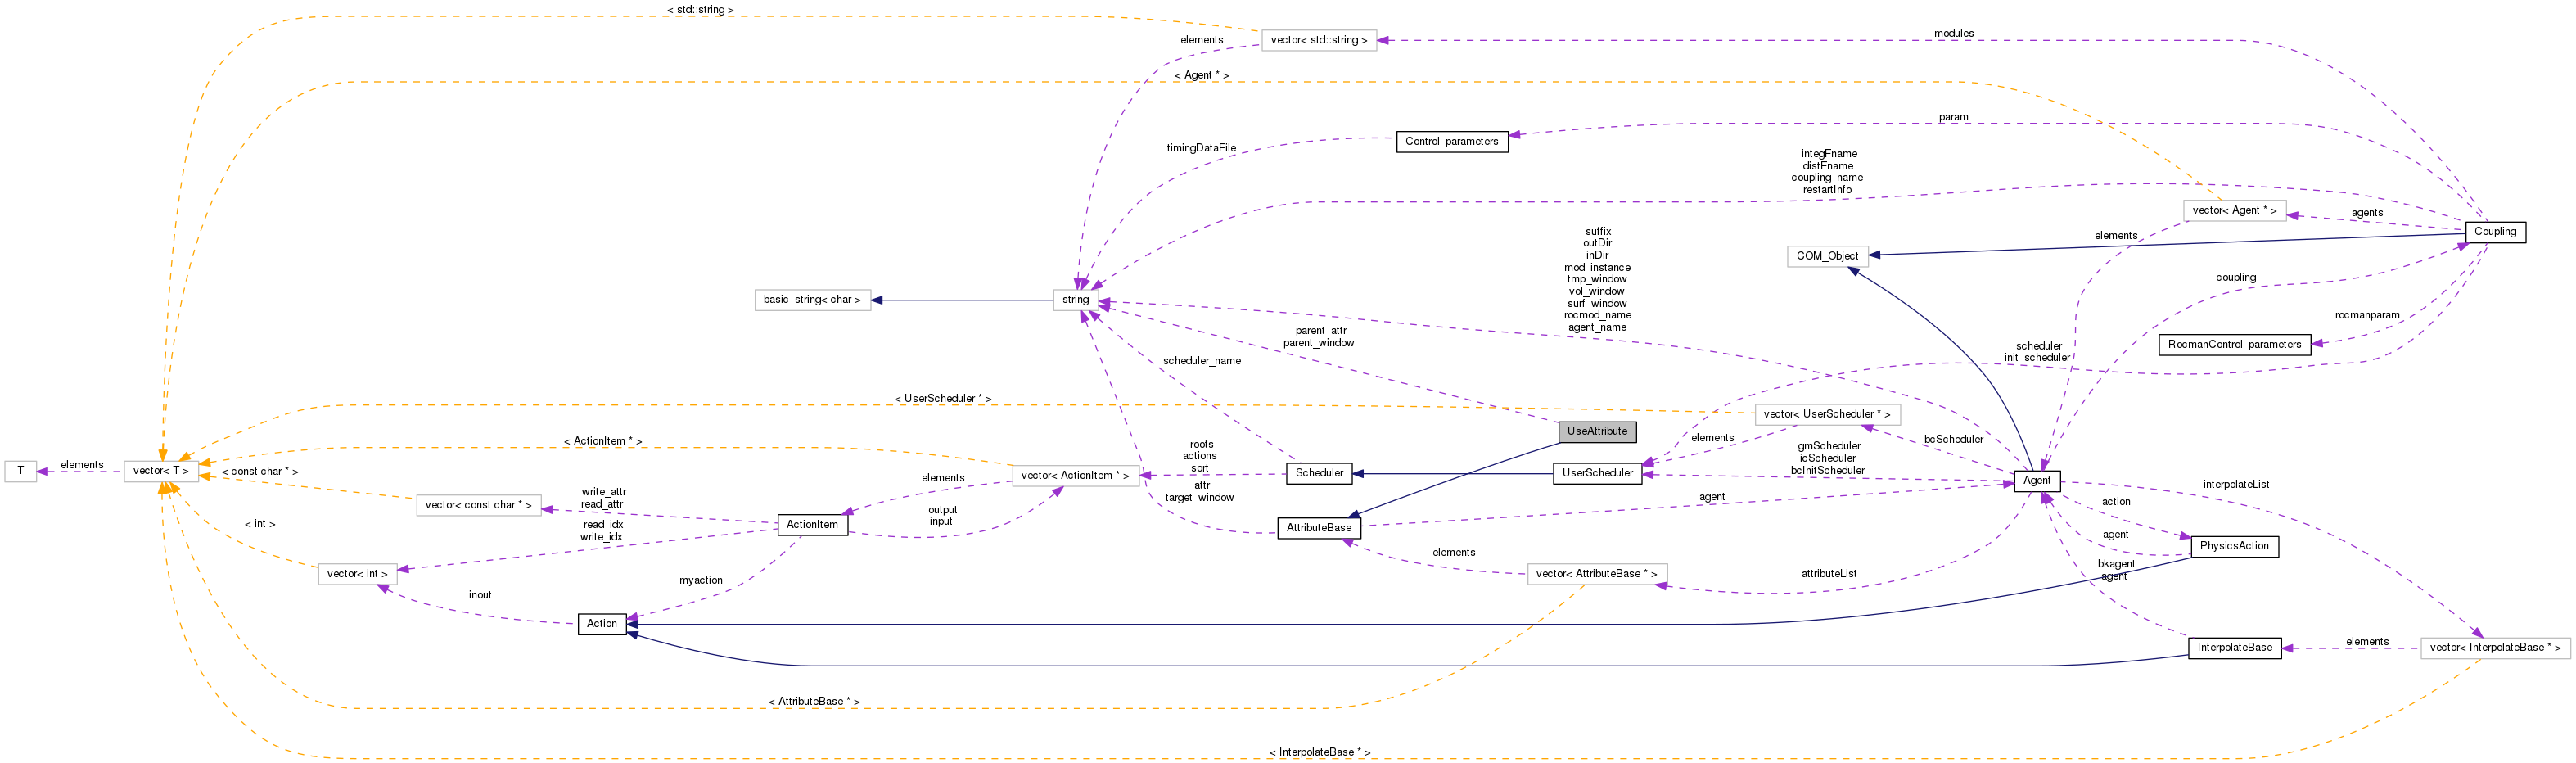 < std::string >
elements
vector< std::string >
modules
< Agent * >
param
timingDataFile
Control_parameters
integFname
distFname
coupling_name
restartInfo
vector< Agent * >
agents
Coupling
elements
suffix
outDir
inDir
mod_instance
tmp_window
vol_window
surf_window
rocmod_name
agent_name
COM_Object
coupling
basic_string< char >
string
rocmanparam
parent_attr
parent_window
RocmanControl_parameters
scheduler
init_scheduler
scheduler_name
< UserScheduler * >
vector< UserScheduler * >
UseAttribute
elements
bcScheduler
< ActionItem * >
roots
actions
sort
gmScheduler
icScheduler
bcInitScheduler
T
elements
vector< T >
< const char * >
vector< ActionItem * >
Scheduler
UserScheduler
Agent
interpolateList
elements
attr
target_window
write_attr
read_attr
vector< const char * >
agent
action
output
input
< int >
read_idx
write_idx
ActionItem
AttributeBase
agent
PhysicsAction
elements
vector< int >
myaction
vector< AttributeBase * >
attributeList
bkagent
agent
inout
Action
InterpolateBase
elements
vector< InterpolateBase * >
< AttributeBase * >
< InterpolateBase * >